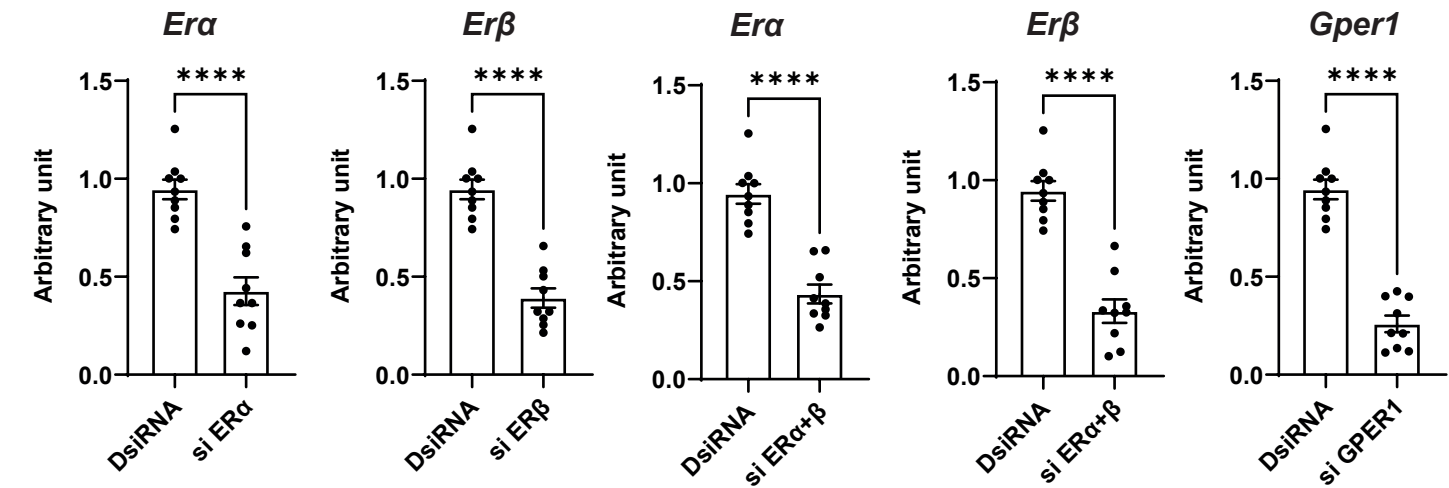 Erα
Erβ
Erα
Erβ
Gper1
****
****
****
****
****
Arbitrary unit
1.5
1.0
0.5
0.0
DsiRNA
si ERα
Arbitrary unit
1.5
1.0
0.5
0.0
DsiRNA
si ERβ
Arbitrary unit
1.5
1.0
0.5
0.0
DsiRNA
si ERα+β
Arbitrary unit
1.5
1.0
0.5
0.0
DsiRNA
si ERα+β
Arbitrary unit
1.5
1.0
0.5
0.0
DsiRNA
si GPER1